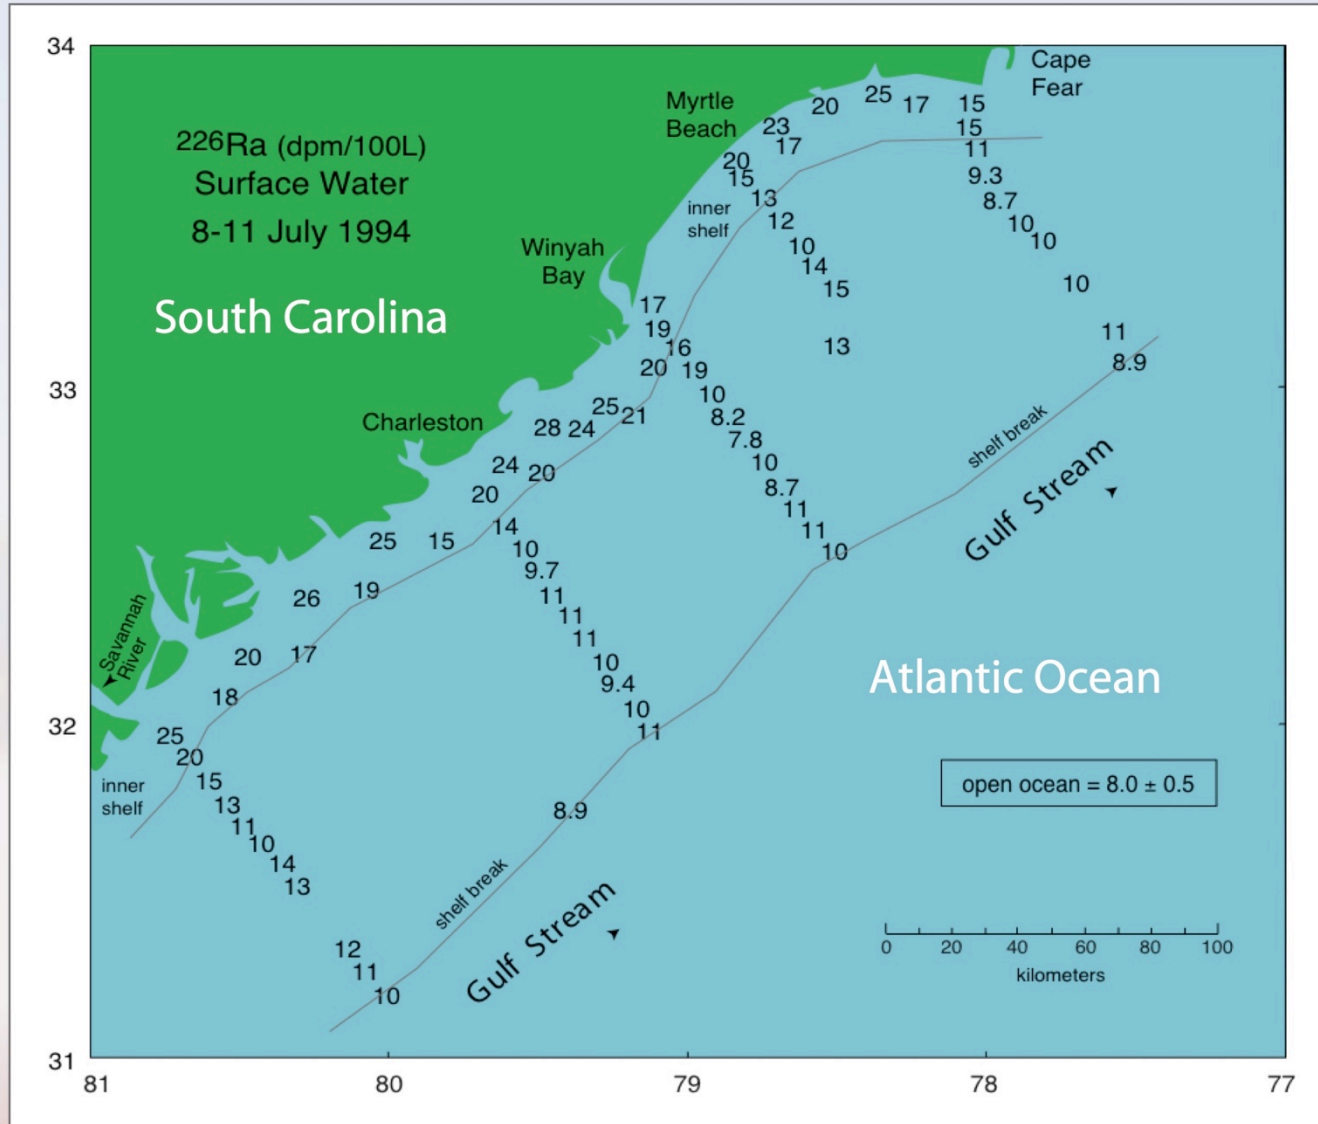 34
Cape
Fear
25
20
17
15
Myrtle
Beach
23
15
17
11
²²⁶Ra (dpm/100L)
Surface Water
8-11 July 1994
20
15
9.3
13
8.7
inner
shelf
12
10
10
Winyah
Bay
10
14
10
15
South Carolina
17
19
11
16
13
8.9
20
19
33
10
25
21
8.2
28
24
7.8
Charleston
shelf break
Gulf Stream
24
20
10
20
8.7
11
14
11
25
15
10
10
9.7
26
19
11
11
11
Savannah
River
20
17
10
9.4
Atlantic Ocean
18
10
11
32
25
20
15
inner
shelf
13
8.9
open ocean = 8.0 ± 0.5
11
10
14
13
shelf break
Gulf Stream
12
11
10
0 20 40 60 80 100
kilometers
31
81 80 79 78 77